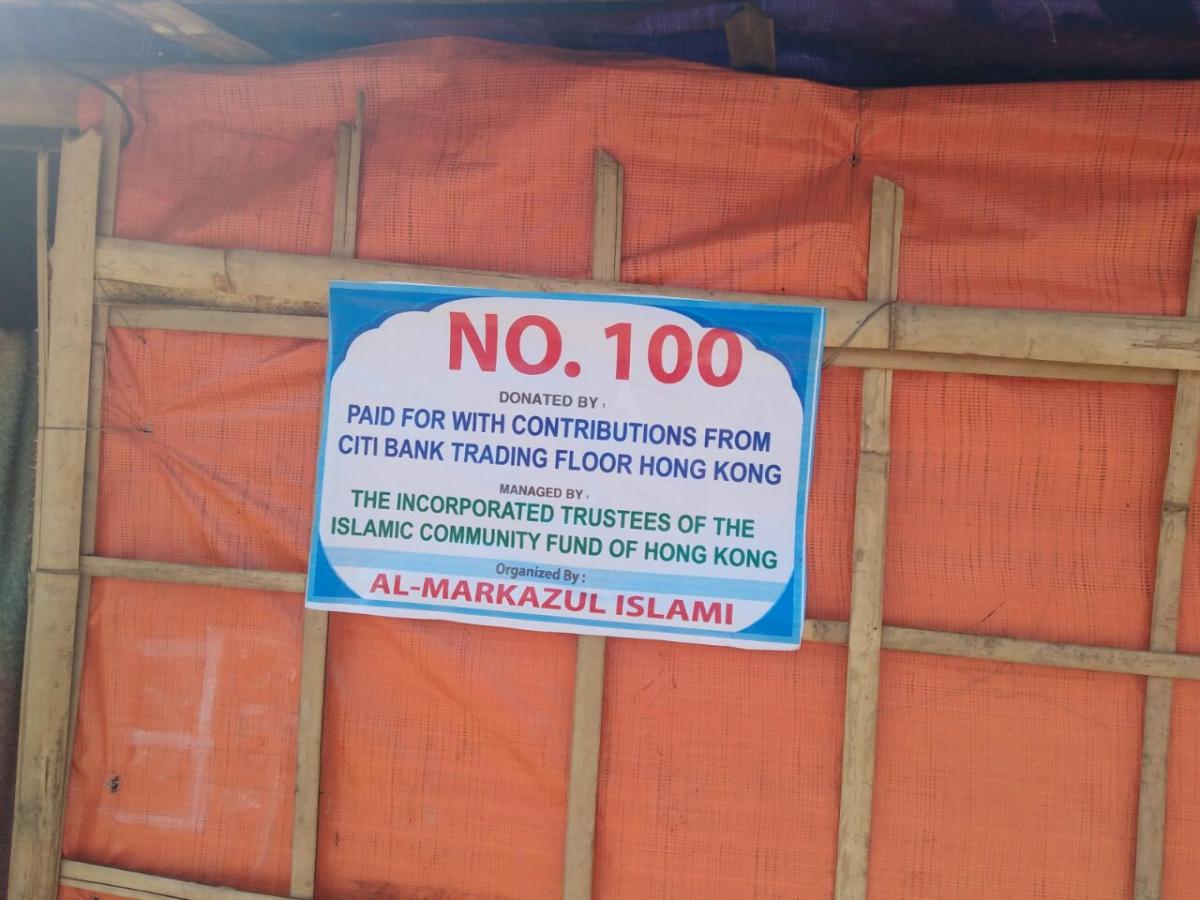 NO. 100
DONATED BY :
PAID FOR WITH CONTRIBUTIONS FROM
CITI BANK TRADING FLOOR HONG KONG
MANAGED BY :
THE INCORPORATED TRUSTEES OF THE
ISLAMIC COMMUNITY FUND OF HONG KONG
Organized By :
AL-MARKAZUL ISLAMI